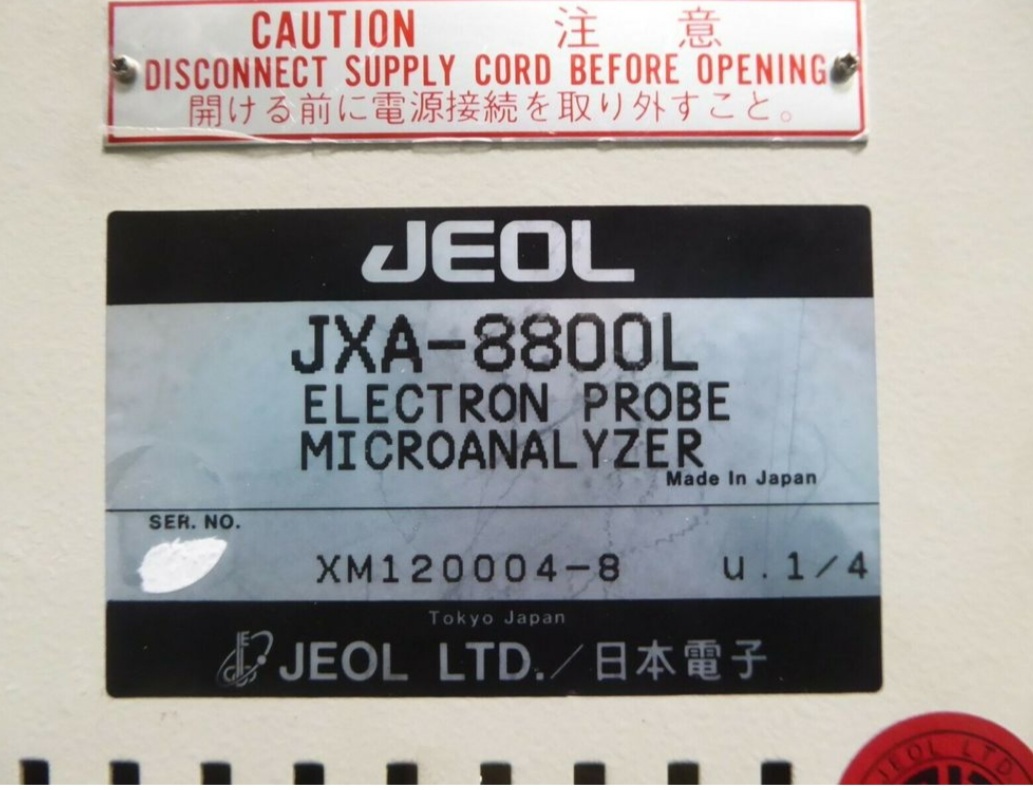 CAUTION 注意
DISCONNECT SUPPLY CORD BEFORE OPENING
開ける前に電源接続を取り外すこと。
JEOL
JXA-8800L
ELECTRON PROBE
MICROANALYZER
Made In Japan
SER. NO.
XM120004-8 u.1/4
Tokyo Japan
JEOL LTD./日本電子
JEOL LTD